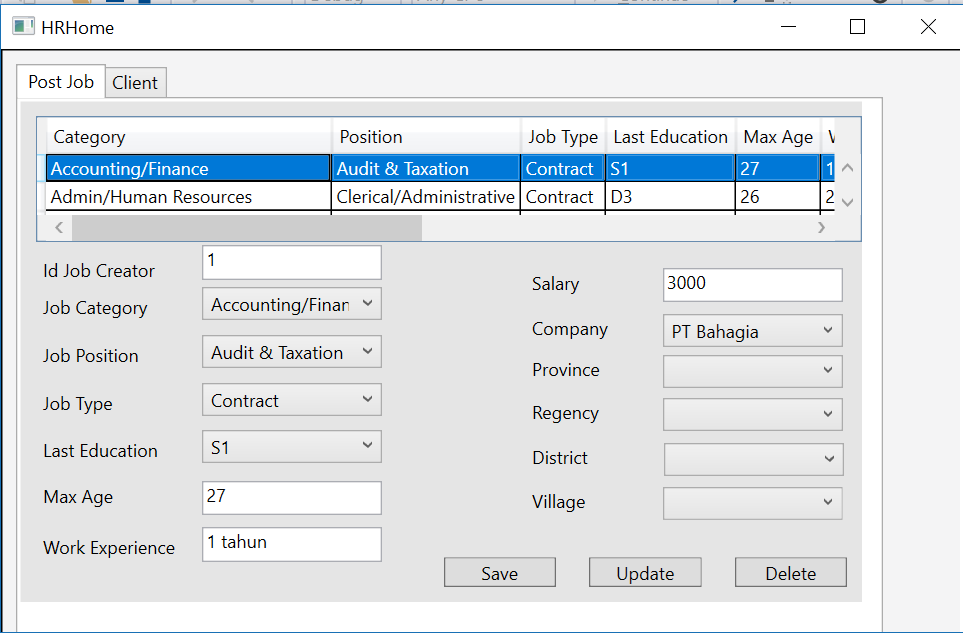 HRHome
Post Job Client
Category Position Job Type Last Education Max Age
Accounting/Finance Audit & Taxation Contract S1 27 1
Admin/Human Resources Clerical/Administrative Contract D3 26 2
Id Job Creator 1
Job Category Accounting/Finan
Job Position Audit & Taxation
Job Type Contract
Last Education S1
Max Age 27
Work Experience 1 tahun
Salary 3000
Company PT Bahagia
Province
Regency
District
Village
Save Update Delete